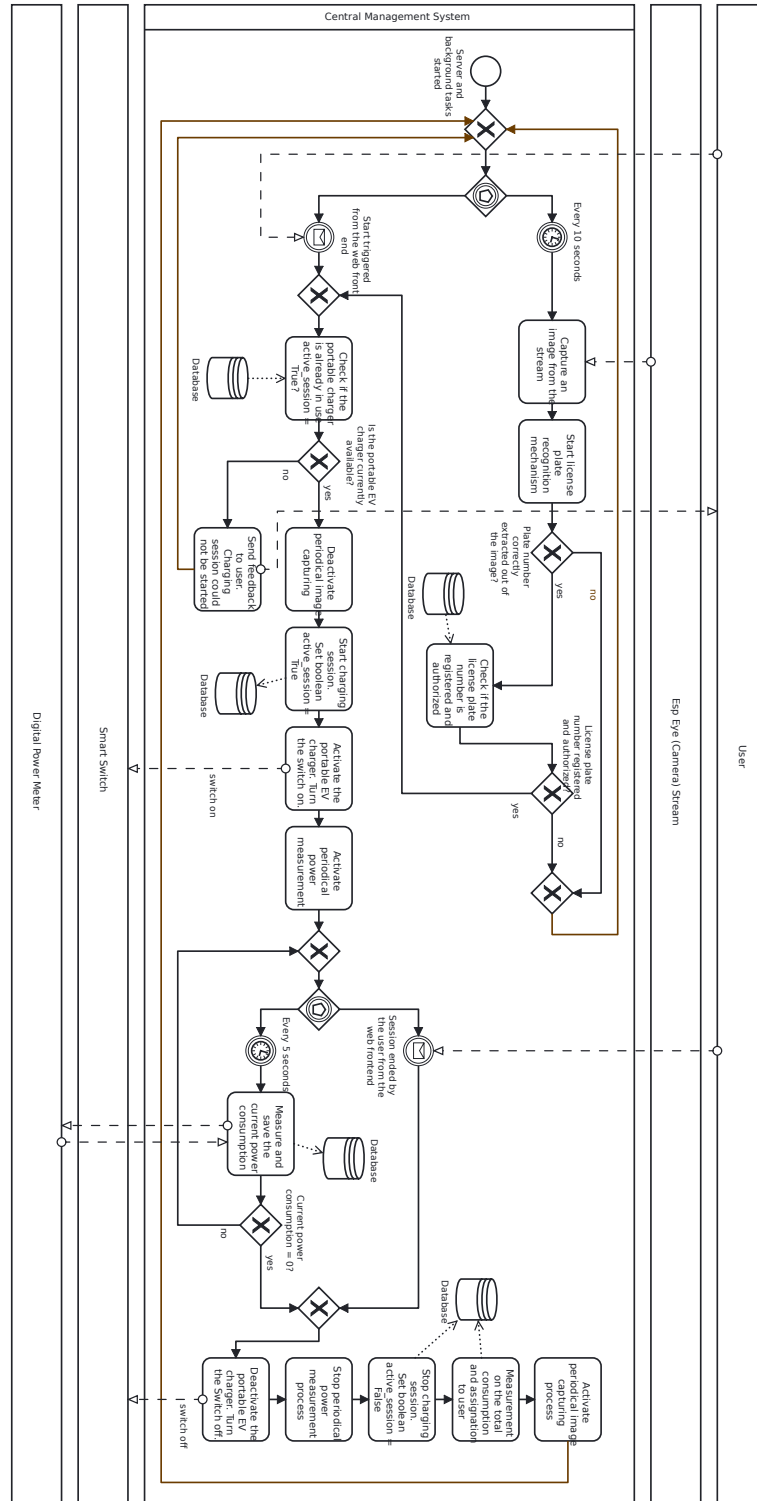 Central Management System
User
Esp Eye (Camera) Stream
Smart Switch
Digital Power Meter
Server and
background tasks
started
Every 10 seconds
Start triggered
from the web front
end
Capture an
image from the
stream
Start license
plate
recognition
mechanism
Plate number
correctly
extracted out of
the image?
no
yes
Database
Check if the
license plate
number is
registered and
authorized
License plate
number registered
and authorized?
yes
no
Check if the
portable charger
is already in use
active_session =
True?
Database
Is the portable EV
charger currently
available?
no
yes
Send feedback
to user.
Charging
session could
not be started
Deactivate
periodical image
capturing
Start charging
session.
Set boolean
active_session =
True
Database
Activate the
portable EV
charger. Turn
the switch on.
switch on
Activate
periodical
power
measurement
Session ended by
the user from the
web frontend
Every 5 seconds
Measure and
save the
current power
consumption
Database
Current power
consumption = 0?
no
yes
Deactivate the
portable EV
charger. Turn
the Switch off.
switch off
Stop periodical
power
measurement
process
Stop charging
session.
Set boolean
active_session =
False
Database
Measurement
on the total
consumption
and assignation
to user
Activate
periodical image
capturing
process